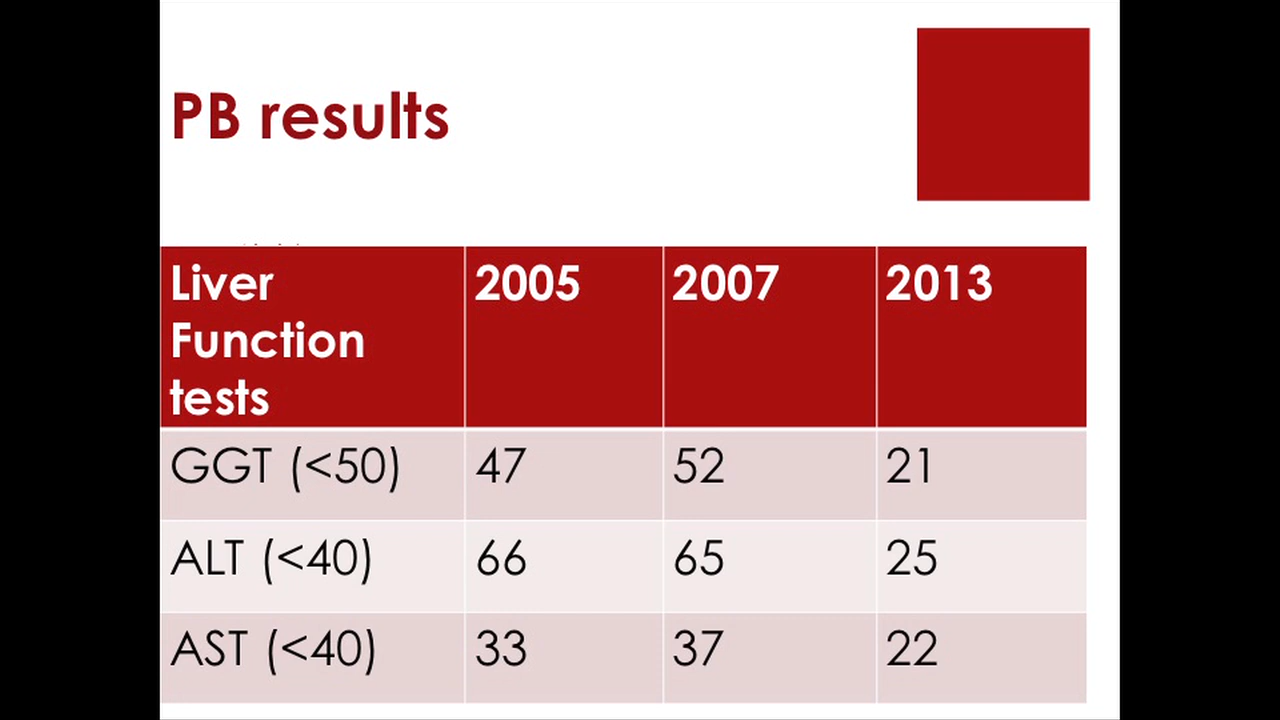 PB results
Liver
Function
tests
2005 2007 2013
GGT (<50) 47 52 21
ALT (<40) 66 65 25
AST (<40) 33 37 22